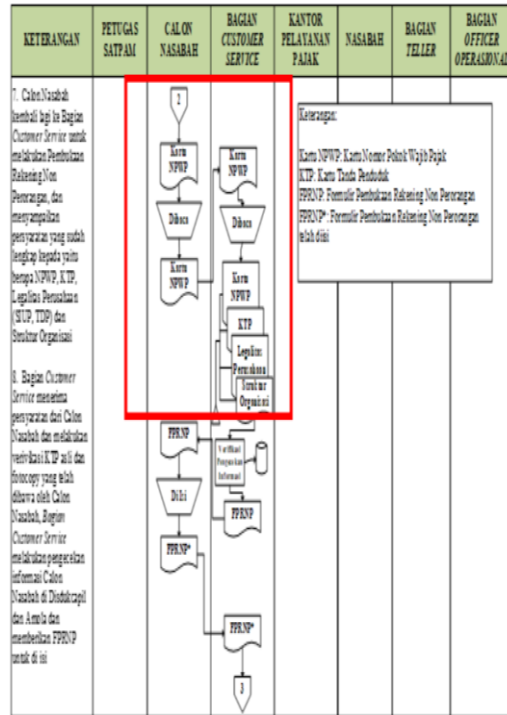 KETERANGAN
PETUGAS
SATPAM
CALON
NASABAH
BAGIAN
CUSTOMER
SERVICE
KANTOR
PELAYANAN
PAJAK
NASABAH
BAGIAN
TELLER
BAGIAN
OFFICER
OPERASIONAL
7. Calon Nasabah
kembali lagi ke Bagian
Customer Service untuk
melakukan Pembukaan
Rekening Non
Perorangan, dan
menyampaikan
persyaratan yang sudah
lengkap kepada yaitu
berupa NPWP, KTP,
Legalitas Perusahaan
(SIUP, TDP) dan
Struktur Organisasi
8. Bagian Customer
Service menerima
persyaratan dari Calon
Nasabah dan melakukan
verivikasi KTP asli dan
fotocopy yang telah
dibawa oleh Calon
Nasabah, Bagian
Customer Service
melakukan pengecekan
informasi Calon
Nasabah di Disdukcapil
dan Amola dan
memberikan FPRNP
untuk di isi
2
Kartu
NPWP
Dibaca
Kartu
NPWP
FPRNP
Di Isi
FPRNP*
Kartu
NPWP
Dibaca
Kartu
NPWP
KTP
Legalitas
Perusahaan
Struktur
Organisasi
Verifikasi
Pengecekan
Informasi
FPRNP
FPRNP*
3
Keterangan:
Kartu NPWP: Kartu Nomor Pokok Wajib Pajak
KTP: Kartu Tanda Penduduk
FPRNP: Formulir Pembukaan Rekening Non Perorangan
FPRNP*: Formulir Pembukaan Rekening Non Perorangan
telah diisi